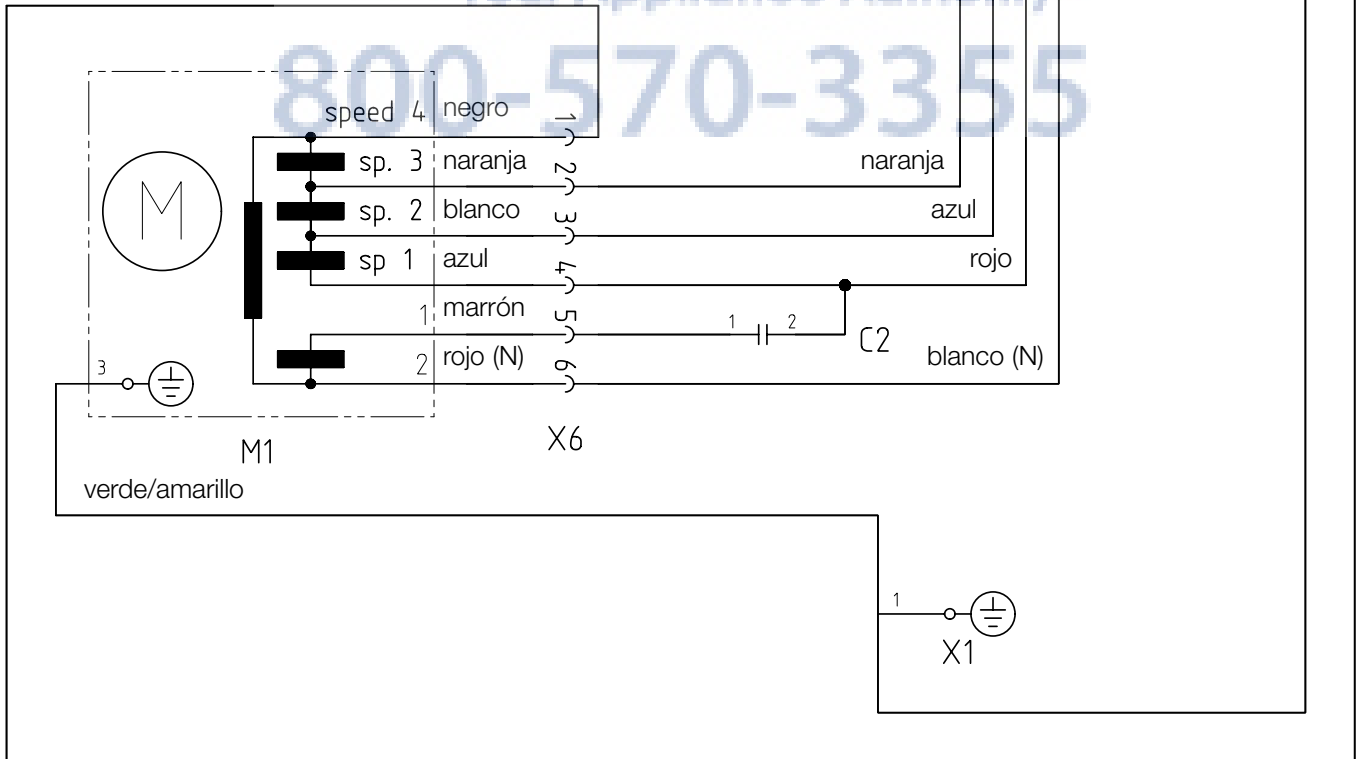 800-570-3355
speed 4 negro 1
sp. 3 naranja 2 naranja
sp. 2 blanco 3 azul
sp 1 azul 4 rojo
1 marrón 5 1 2 C2
2 rojo (N) 6 blanco (N)
3
M
M1 X6
verde/amarillo
1
X1